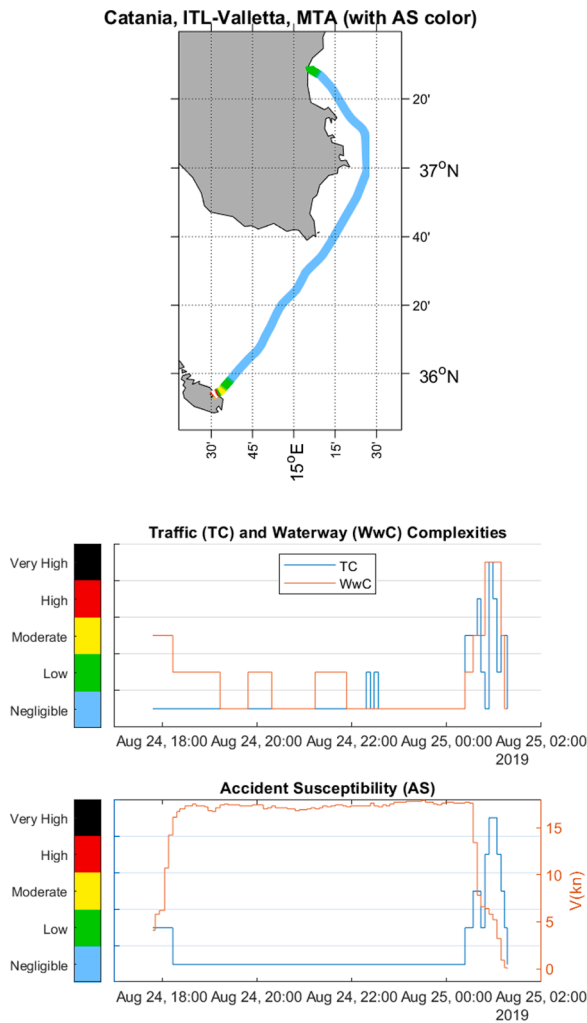 Catania, ITL-Valletta, MTA (with AS color)
20'
37°N
40'
20'
36°N
30'
45'
15°E
15'
30'
Traffic (TC) and Waterway (WwC) Complexities
Very High
High
Moderate
Low
Negligible
TC
WwC
Aug 24, 18:00
Aug 24, 20:00
Aug 24, 22:00
Aug 25, 00:00
Aug 25, 02:00
2019
Accident Susceptibility (AS)
Very High
High
Moderate
Low
Negligible
15
10
5
0
V(kn)
Aug 24, 18:00
Aug 24, 20:00
Aug 24, 22:00
Aug 25, 00:00
Aug 25, 02:00
2019